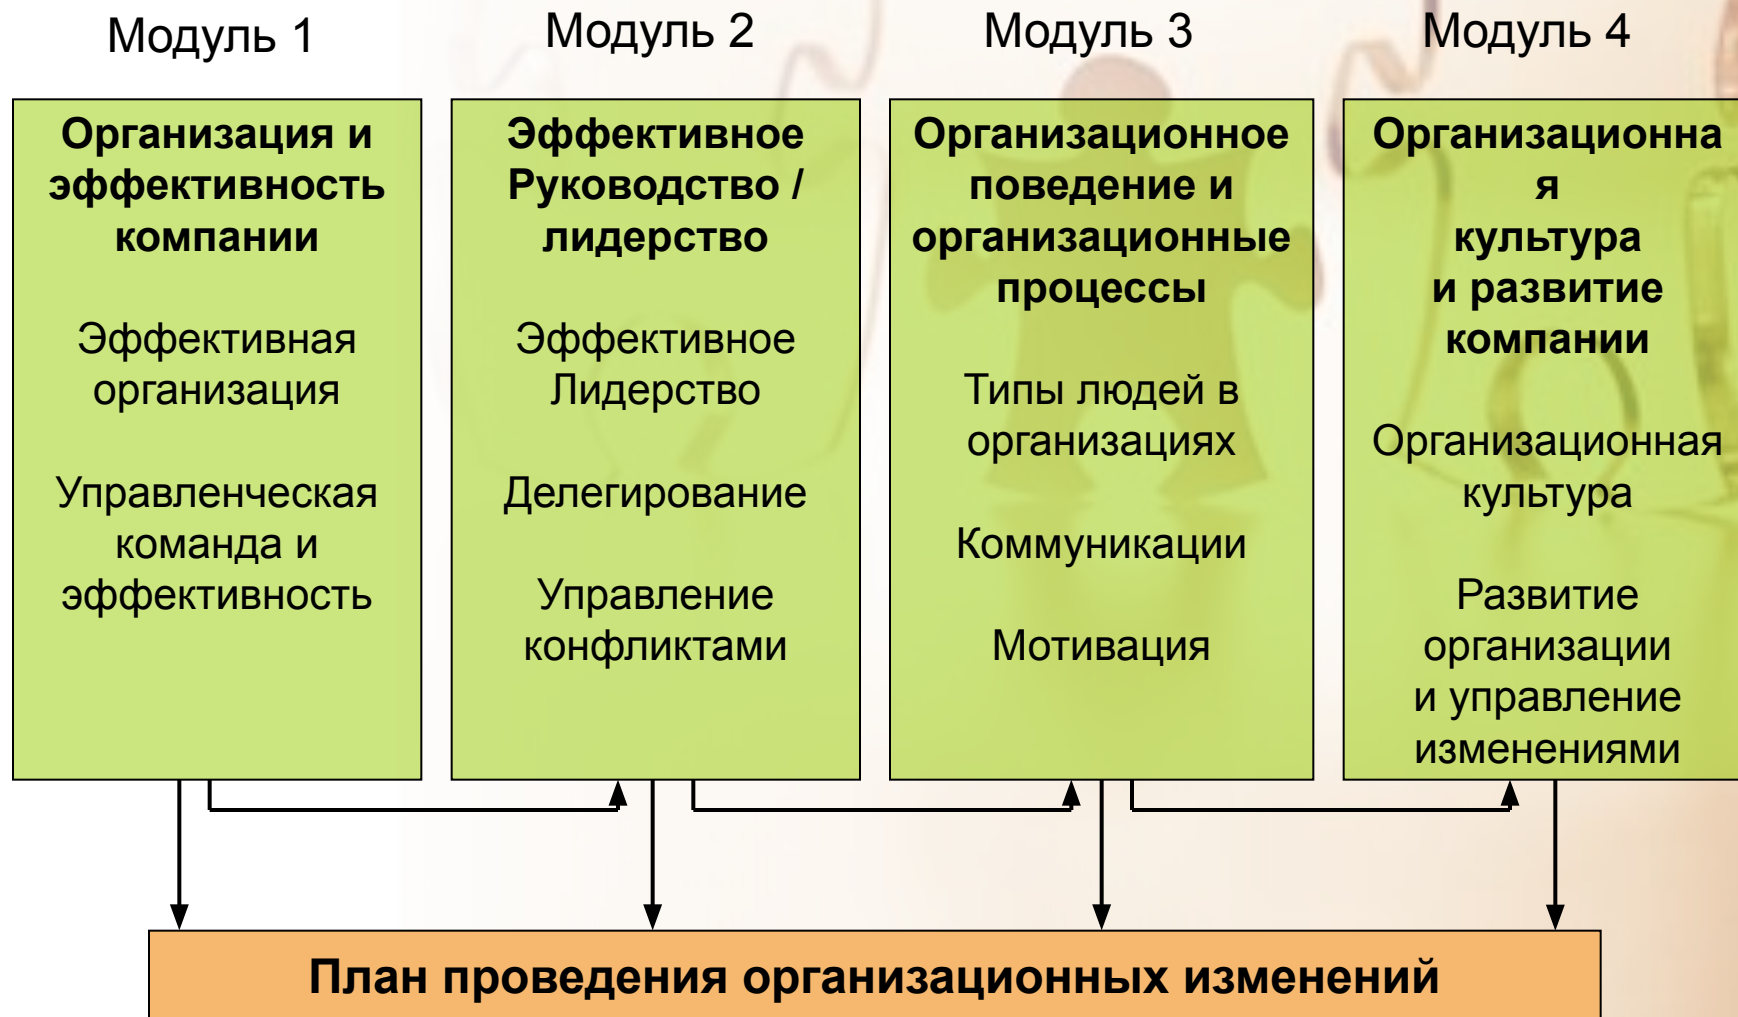 Модуль 1
Модуль 2
Модуль 3
Модуль 4
Организация и
эффективность
компании
Эффективная
организация
Управленческая
команда и
эффективность
Эффективное
Руководство /
лидерство
Эффективное
Лидерство
Делегирование
Управление
конфликтами
Организационное
поведение и
организационные
процессы
Типы людей в
организациях
Коммуникации
Мотивация
Организационна
я
культура
и развитие
компании
Организационная
культура
Развитие
организации
и управление
изменениями
План проведения организационных изменений